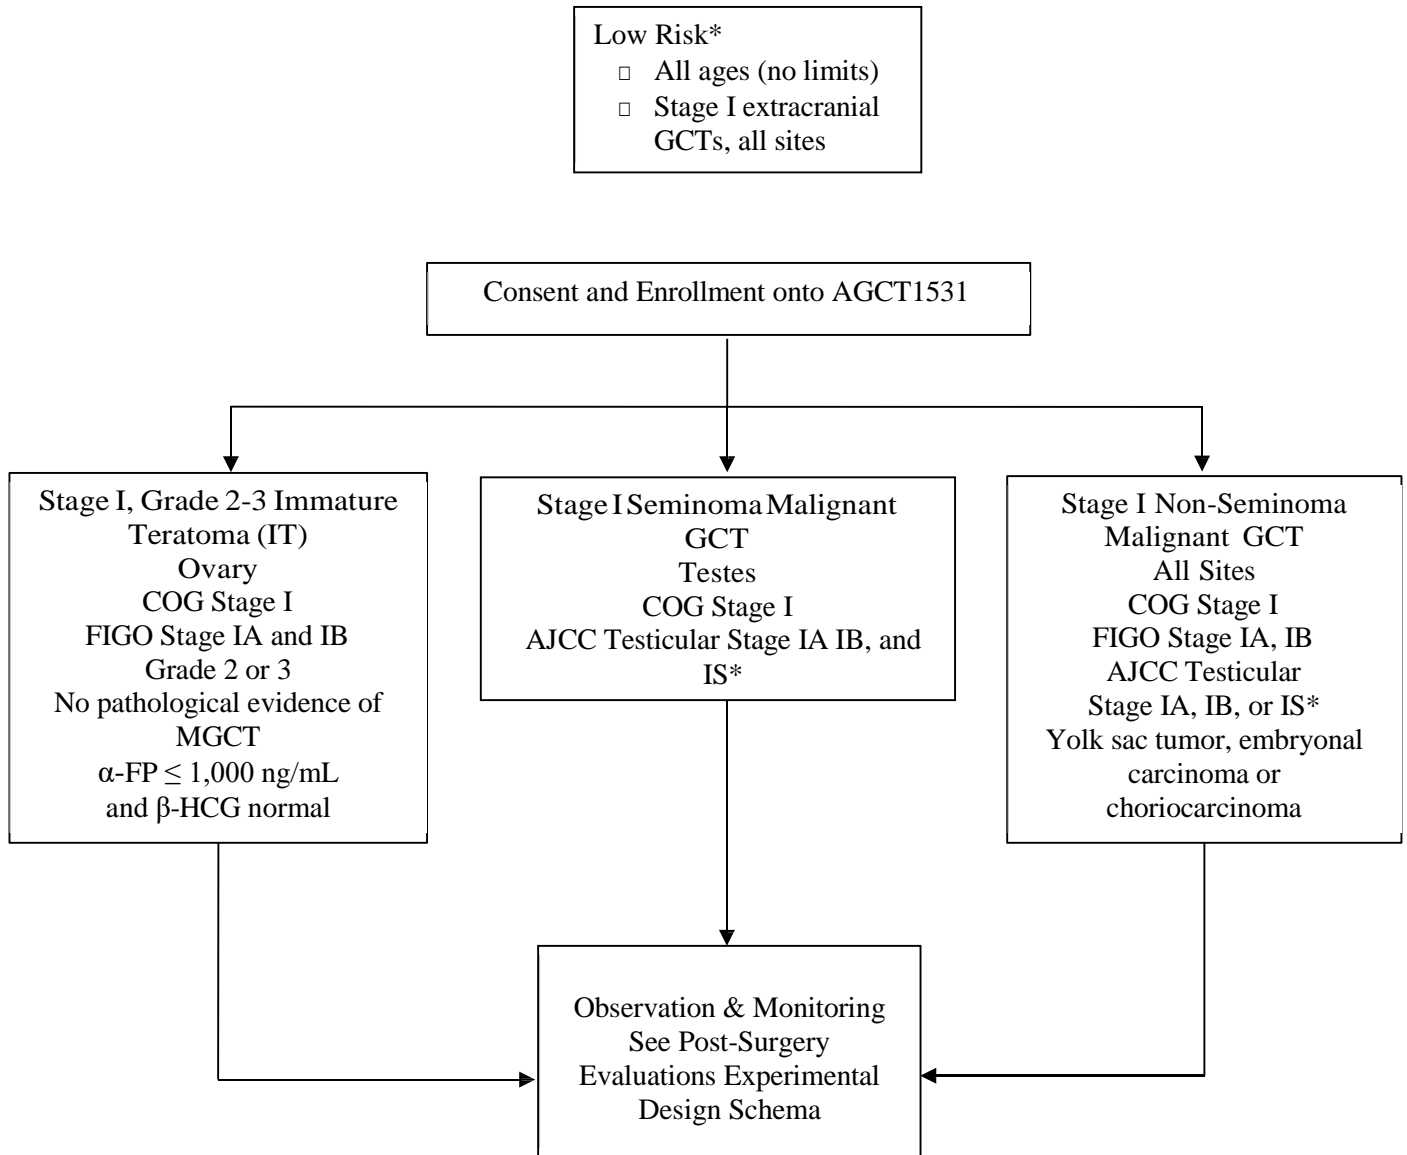 Low Risk*
□ All ages (no limits)
□ Stage I extracranial
GCTs, all sites
Consent and Enrollment onto AGCT1531
Stage I, Grade 2-3 Immature
Teratoma (IT)
Ovary
COG Stage I
FIGO Stage IA and IB
Grade 2 or 3
No pathological evidence of
MGCT
α-FP ≤ 1,000 ng/mL
and β-HCG normal
Stage I Seminoma Malignant
GCT
Testes
COG Stage I
AJCC Testicular Stage IA IB, and
IS*
Stage I Non-Seminoma
Malignant GCT
All Sites
COG Stage I
FIGO Stage IA, IB
AJCC Testicular
Stage IA, IB, or IS*
Yolk sac tumor, embryonal
carcinoma or
choriocarcinoma
Observation & Monitoring
See Post-Surgery
Evaluations Experimental
Design Schema